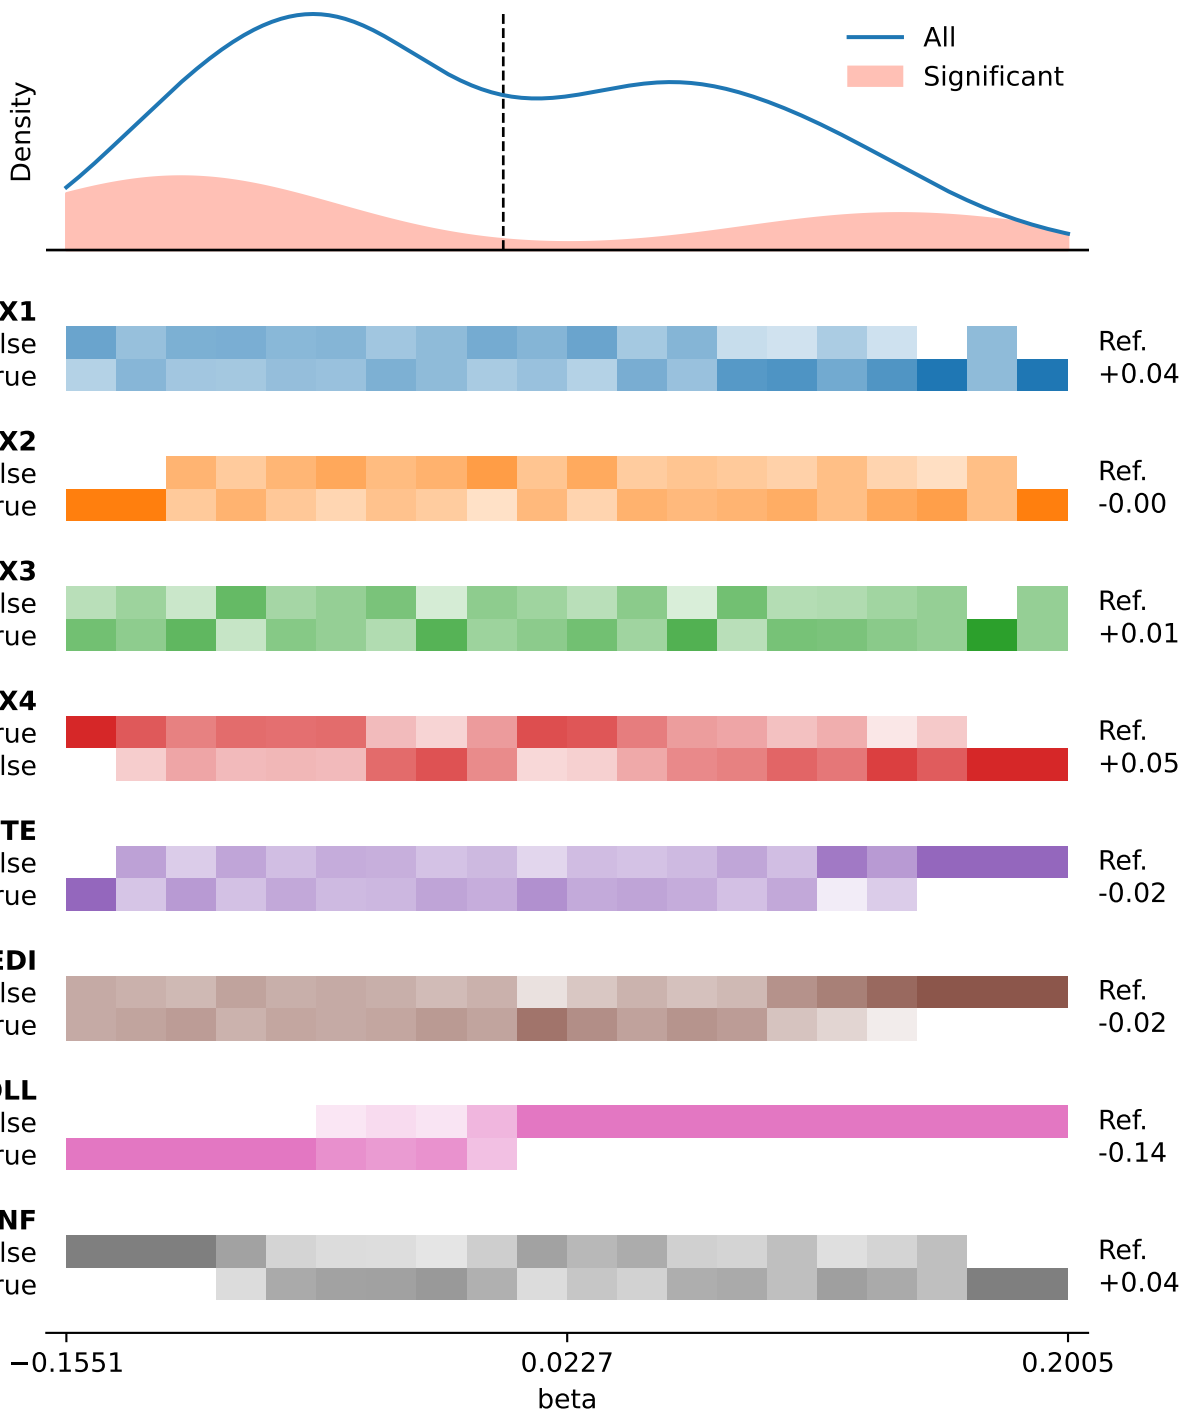 All
Significant
Density
X1
lse
Ref.
rue
+0.04
X2
lse
Ref.
rue
-0.00
X3
lse
Ref.
rue
+0.01
X4
rue
Ref.
lse
+0.05
TE
lse
Ref.
rue
-0.02
EDI
lse
Ref.
rue
-0.02
OLL
lse
Ref.
rue
-0.14
NF
lse
Ref.
rue
+0.04
−0.1551
0.0227
0.2005
beta